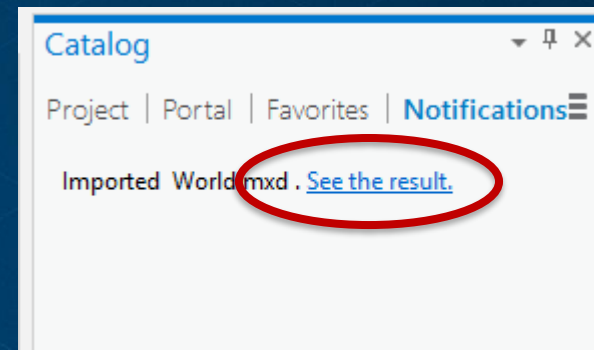 Catalog
Project | Portal | Favorites | Notifications
Imported World.mxd . See the result.